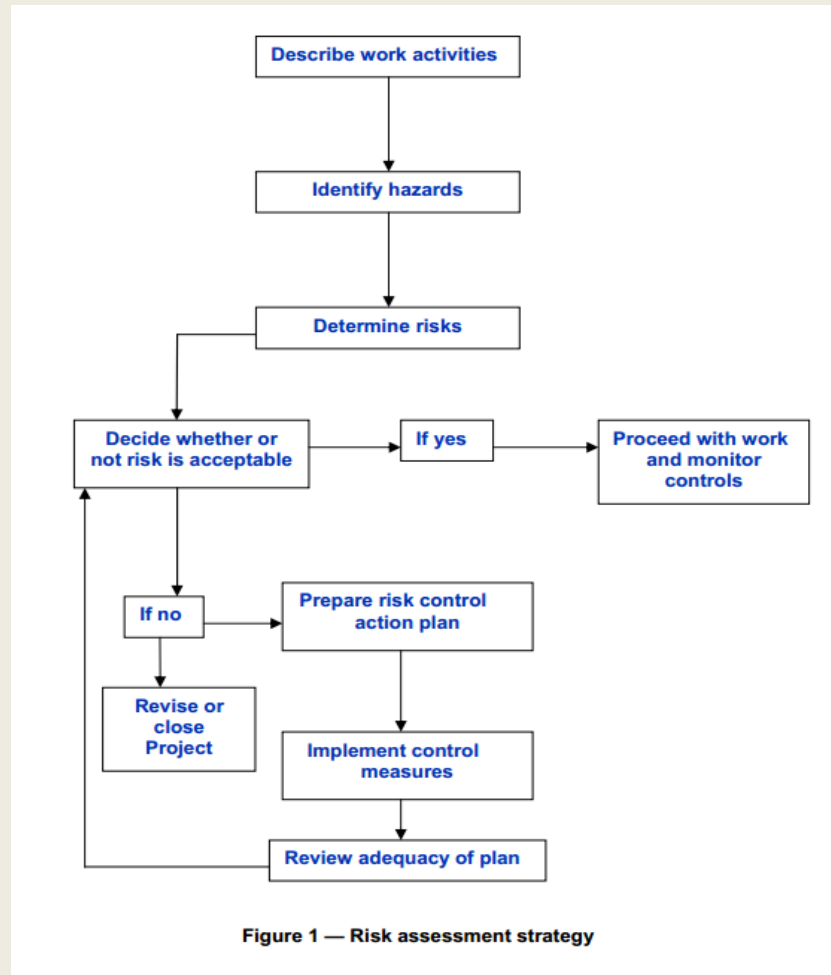 Describe work activities
Identify hazards
Determine risks
Decide whether or
not risk is acceptable
If yes
Proceed with work
and monitor
controls
If no
Prepare risk control
action plan
Revise or
close
Project
Implement control
measures
Review adequacy of plan
Figure 1 — Risk assessment strategy